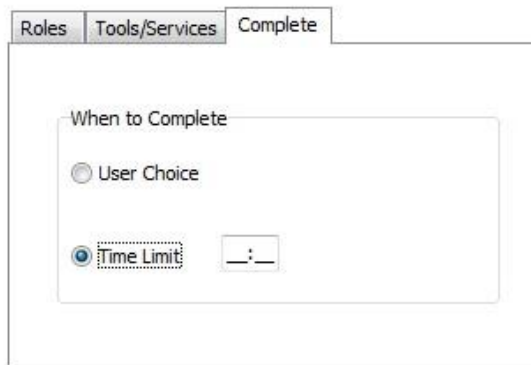 Roles Tools/Services Complete
When to Complete
User Choice
Time Limit __:__